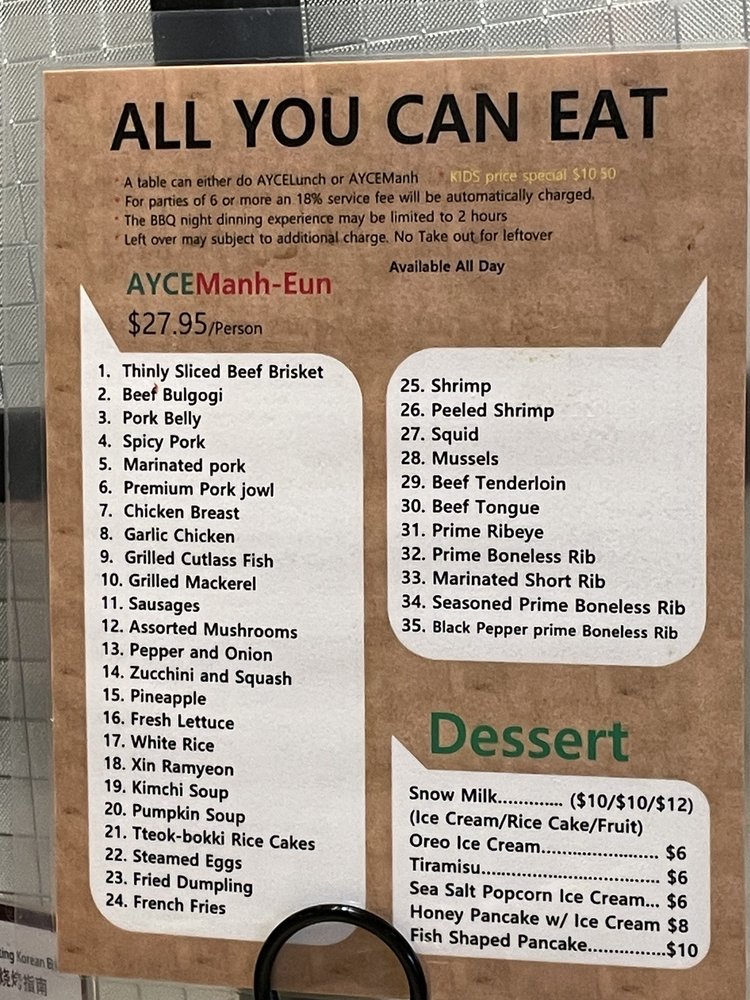 ALL YOU CAN EAT
* A table can either do AYCELunch or AYCEManh * KIDS price special $10 50
* For parties of 6 or more an 18% service fee will be automatically charged.
* The BBQ night dinning experience may be limited to 2 hours
* Left over may subject to additional charge. No Take out for leftover
Available All Day
AYCEManh-Eun
$27.95/Person
1. Thinly Sliced Beef Brisket
2. Beef Bulgogi
3. Pork Belly
4. Spicy Pork
5. Marinated pork
6. Premium Pork jowl
7. Chicken Breast
8. Garlic Chicken
9. Grilled Cutlass Fish
10. Grilled Mackerel
11. Sausages
12. Assorted Mushrooms
13. Pepper and Onion
14. Zucchini and Squash
15. Pineapple
16. Fresh Lettuce
17. White Rice
18. Xin Ramyeon
19. Kimchi Soup
20. Pumpkin Soup
21. Tteok-bokki Rice Cakes
22. Steamed Eggs
23. Fried Dumpling
24. French Fries
25. Shrimp
26. Peeled Shrimp
27. Squid
28. Mussels
29. Beef Tenderloin
30. Beef Tongue
31. Prime Ribeye
32. Prime Boneless Rib
33. Marinated Short Rib
34. Seasoned Prime Boneless Rib
35. Black Pepper prime Boneless Rib
Dessert
Snow Milk............. ($10/$10/$12)
(Ice Cream/Rice Cake/Fruit)
Oreo Ice Cream....................... $6
Tiramisu................................... $6
Sea Salt Popcorn Ice Cream... $6
Honey Pancake w/ Ice Cream $8
Fish Shaped Pancake...............$10
Korean
烧烤指南